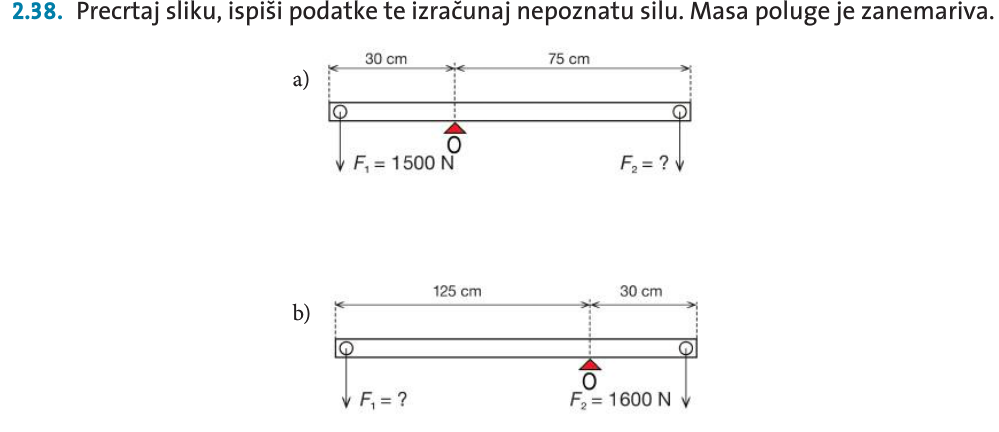 2.38. Precrtaj sliku, ispiši podatke te izračunaj nepoznatu silu. Masa poluge je zanemariva.
a)
30 cm 75 cm
O
F₁ = 1500 N F₂ = ?
b)
125 cm 30 cm
O
F₁ = ? F₂ = 1600 N